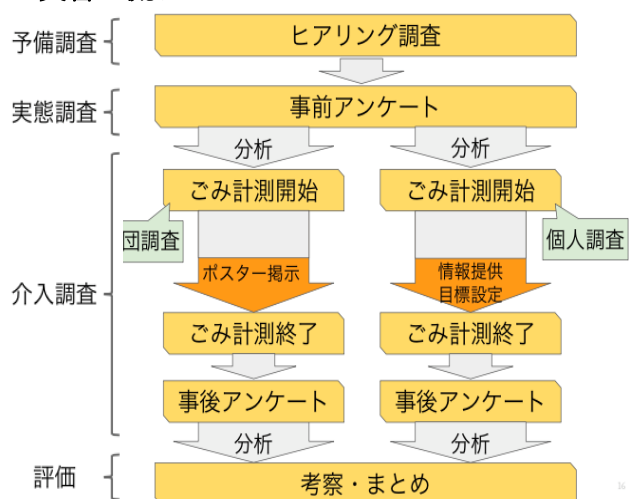 予備調査
ヒアリング調査
実態調査
事前アンケート
分析
分析
ごみ計測開始
ごみ計測開始
団調査
個人調査
ポスター掲示
情報提供
目標設定
介入調査
ごみ計測終了
ごみ計測終了
事後アンケート
事後アンケート
分析
分析
評価
考察・まとめ
16